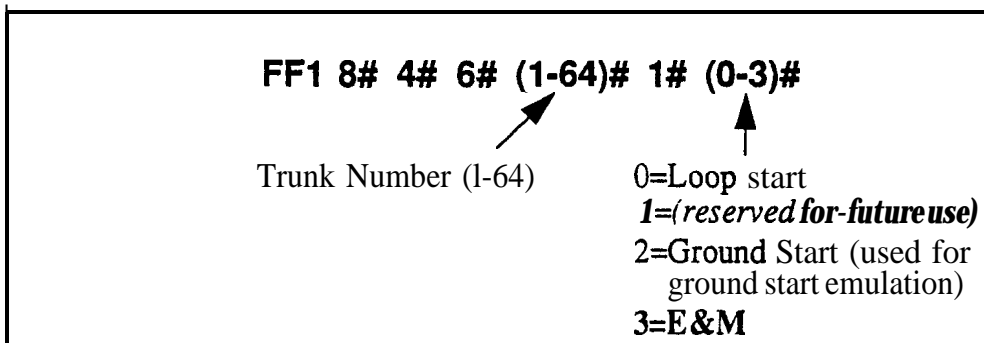 FF1 8# 4# 6# (1-64)# 1# (0-3)#
Trunk Number (l-64)
0=Loop start
1=(reserved for-future use)
2=Ground Start (used for
ground start emulation)
3=E&M